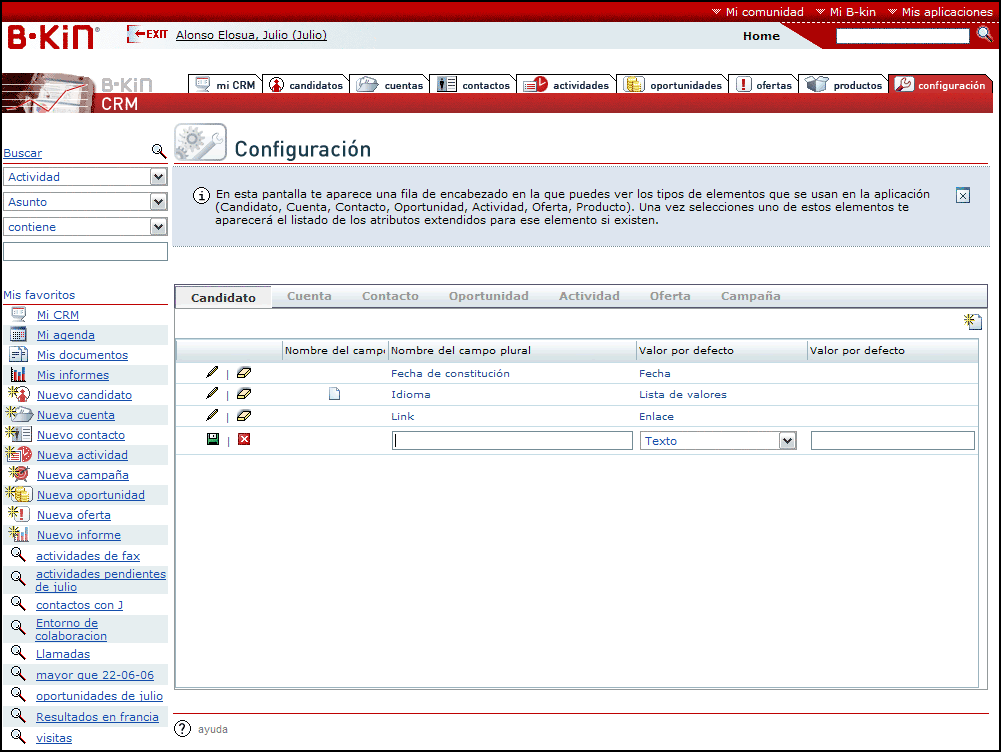 Mi comunidad Mi B-kin Mis aplicaciones
B·KiN® EXIT Alonso Elosua, Julio (Julio) Home
B·KiN
CRM
mi CRM candidatos cuentas contactos actividades oportunidades ofertas productos configuración
Buscar
Actividad
Asunto
contiene
Configuración
En esta pantalla te aparece una fila de encabezado en la que puedes ver los tipos de elementos que se usan en la aplicación
(Candidato, Cuenta, Contacto, Oportunidad, Actividad, Oferta, Producto). Una vez selecciones uno de estos elementos te
aparecerá el listado de los atributos extendidos para ese elemento si existen.
Mis favoritos
Mi CRM
Mi agenda
Mis documentos
Mis informes
Nuevo candidato
Nueva cuenta
Nuevo contacto
Nueva actividad
Nueva campaña
Nueva oportunidad
Nueva oferta
Nuevo informe
actividades de fax
actividades pendientes
de julio
contactos con J
Entorno de
colaboracion
Llamadas
mayor que 22-06-06
oportunidades de julio
Resultados en francia
visitas
Candidato Cuenta Contacto Oportunidad Actividad Oferta Campaña
Nombre del campo Nombre del campo plural Valor por defecto Valor por defecto
| Fecha de constitución Fecha
| Idioma Lista de valores
| Link Enlace
| Texto
? ayuda